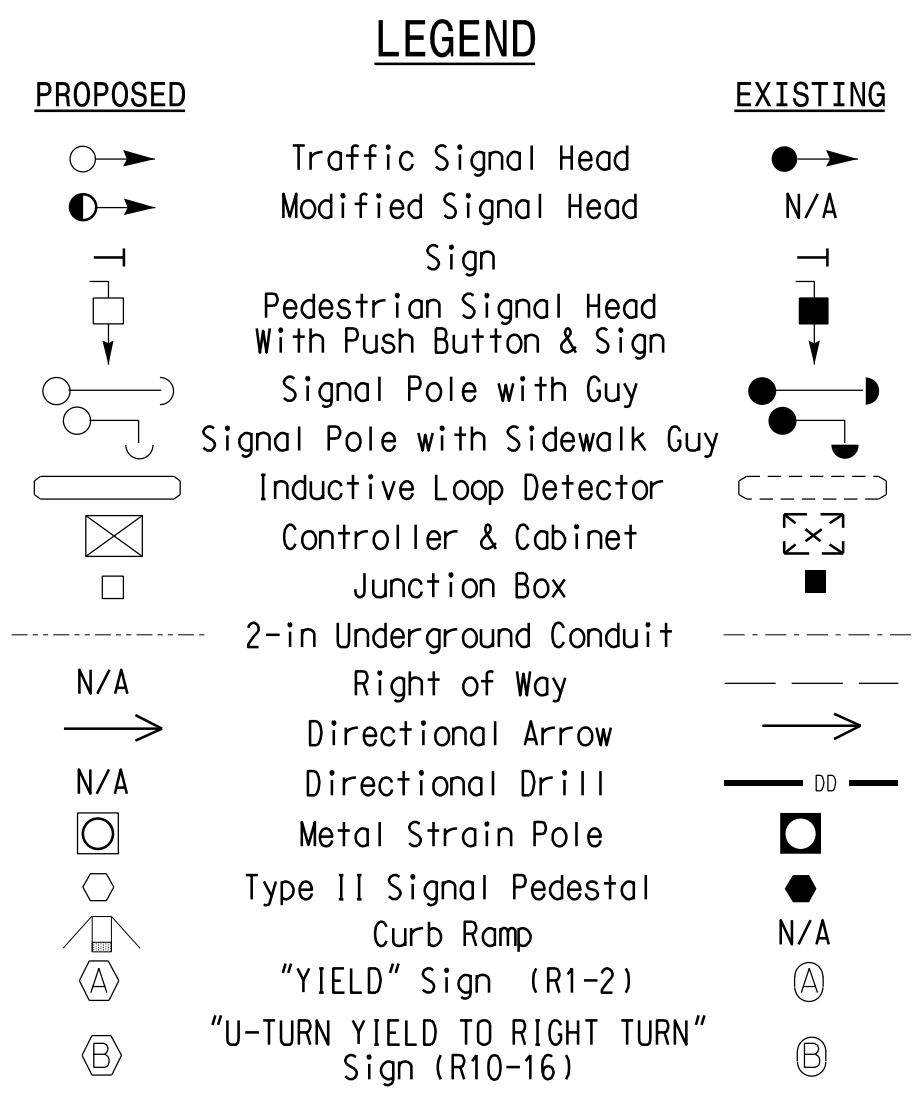 LEGEND
PROPOSED EXISTING
Traffic Signal Head
Modified Signal Head N/A
Sign
Pedestrian Signal Head
With Push Button & Sign
Signal Pole with Guy
Signal Pole with Sidewalk Guy
Inductive Loop Detector
Controller & Cabinet
Junction Box
2-in Underground Conduit
N/A Right of Way
Directional Arrow
N/A Directional Drill DD
Metal Strain Pole
Type II Signal Pedestal
Curb Ramp N/A
A "YIELD" Sign (R1-2) A
"U-TURN YIELD TO RIGHT TURN"
B Sign (R10-16) B